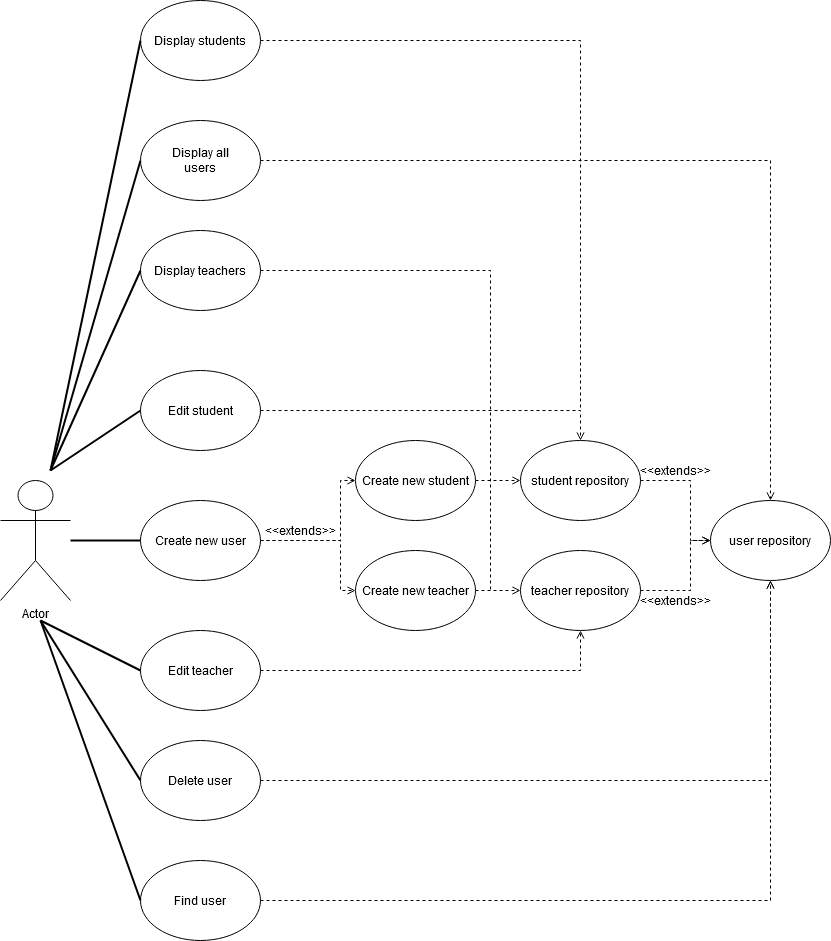 Display students
Display all
users
Display teachers
Edit student
Create new student
student repository
<<extends>>
Create new user
<<extends>>
user repository
Create new teacher
teacher repository
<<extends>>
Actor
Edit teacher
Delete user
Find user